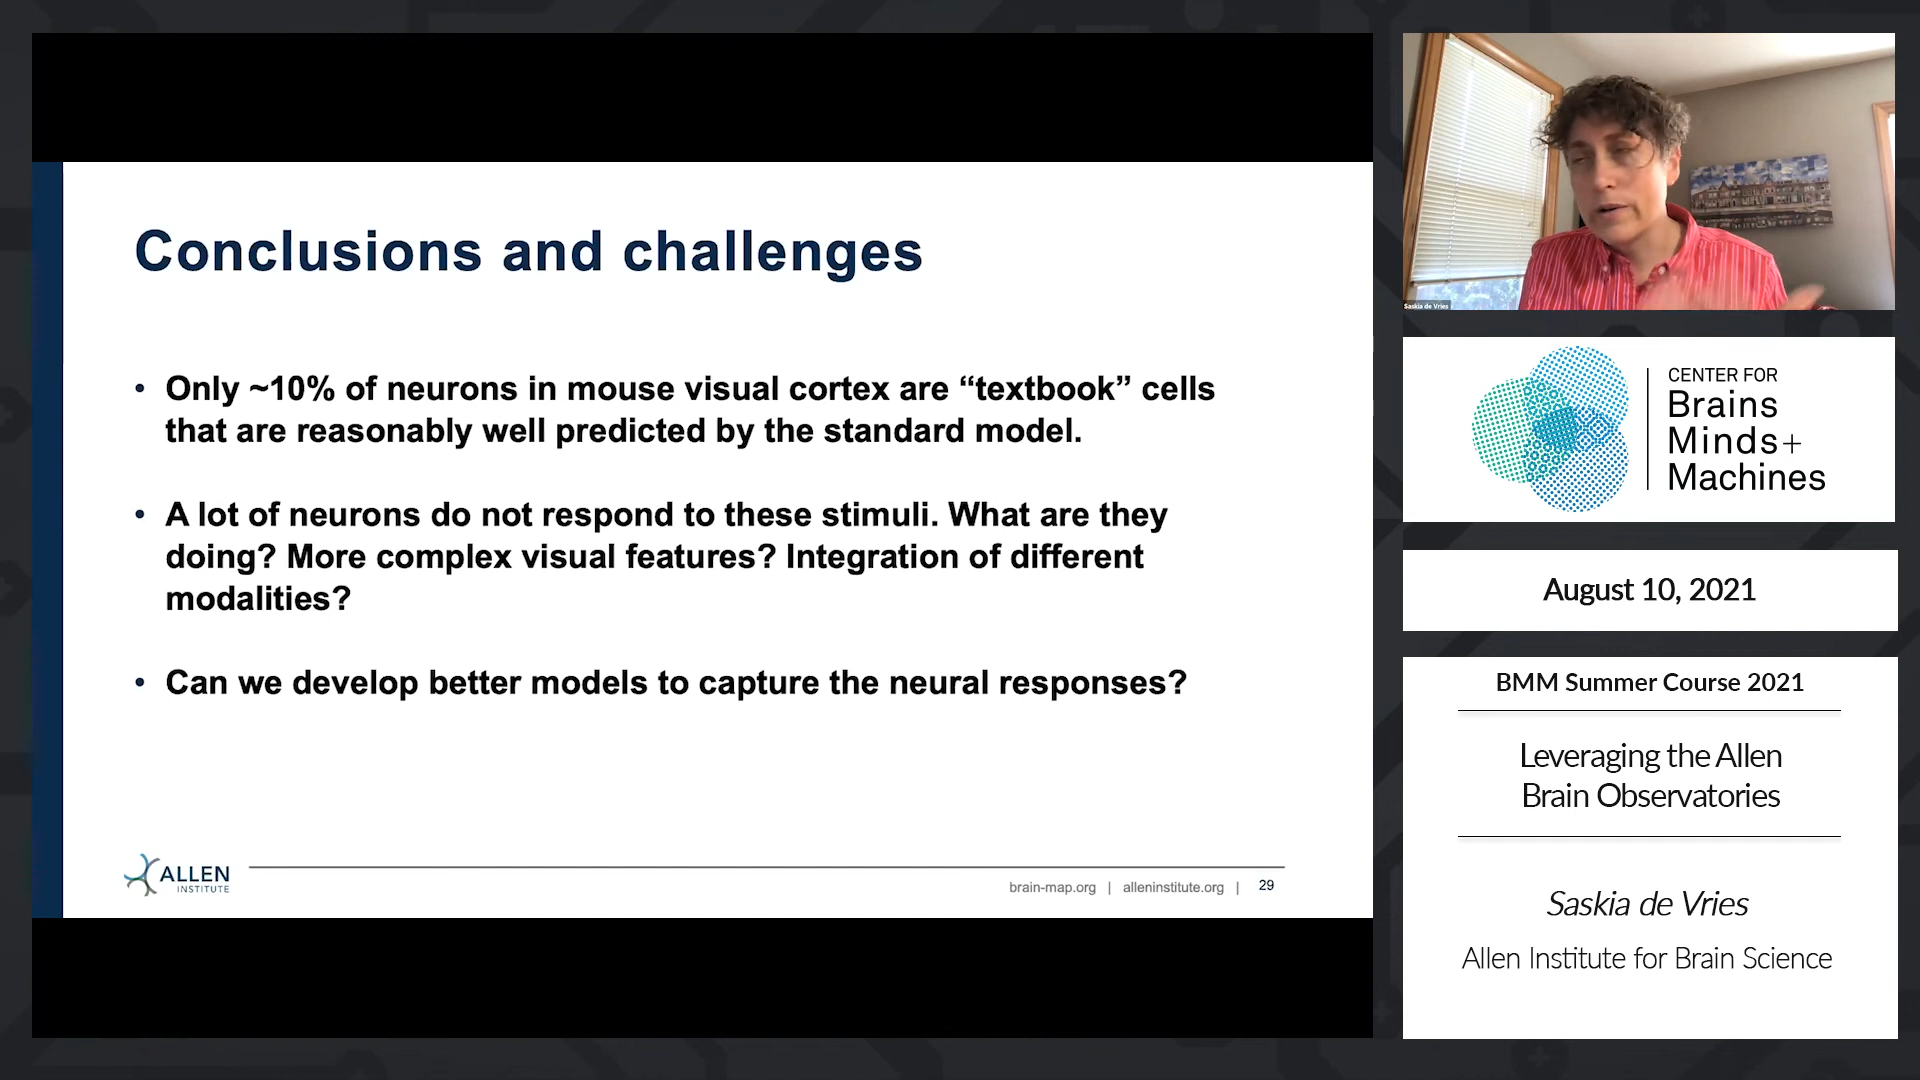 Conclusions and challenges
• Only ~10% of neurons in mouse visual cortex are “textbook” cells
that are reasonably well predicted by the standard model.
• A lot of neurons do not respond to these stimuli. What are they
doing? More complex visual features? Integration of different
modalities?
• Can we develop better models to capture the neural responses?
ALLEN
INSTITUTE
brain-map.org | alleninstitute.org | 29
Saskia de Vries
CENTER FOR
Brains
Minds+
Machines
August 10, 2021
BMM Summer Course 2021
Leveraging the Allen
Brain Observatories
Saskia de Vries
Allen Institute for Brain Science